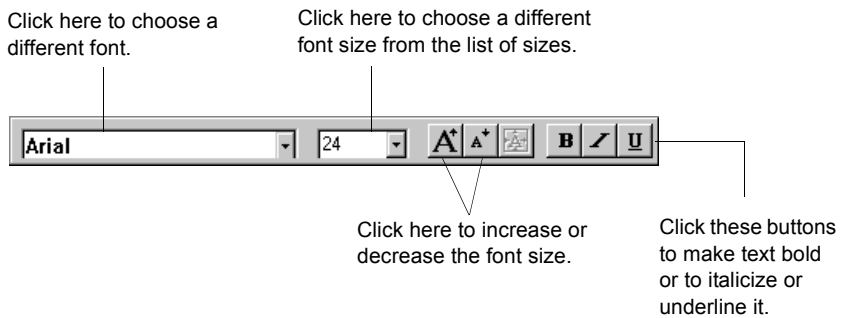 Click here to choose a
different font.
Click here to choose a different
font size from the list of sizes.
Arial
24
A A A B I U
Click here to increase or
decrease the font size.
Click these buttons
to make text bold
or to italicize or
underline it.